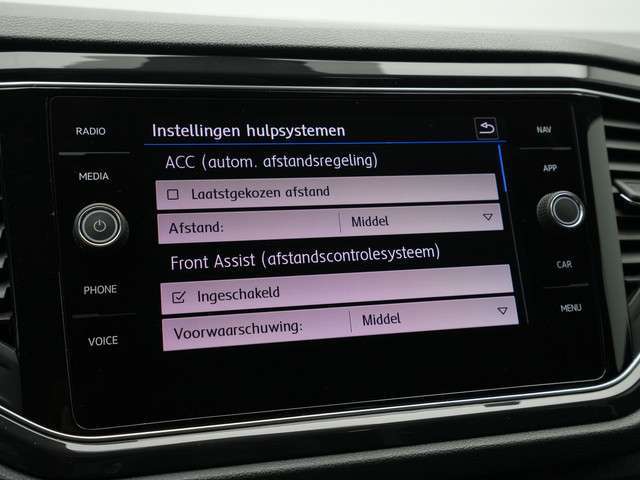 RADIO
MEDIA
PHONE
VOICE
Instellingen hulpsystemen
ACC (autom. afstandsregeling)
Laatstgekozen afstand
Afstand: Middel
Front Assist (afstandscontrolesysteem)
Ingeschakeld
Voorwaarschuwing: Middel
NAV
APP
CAR
MENU